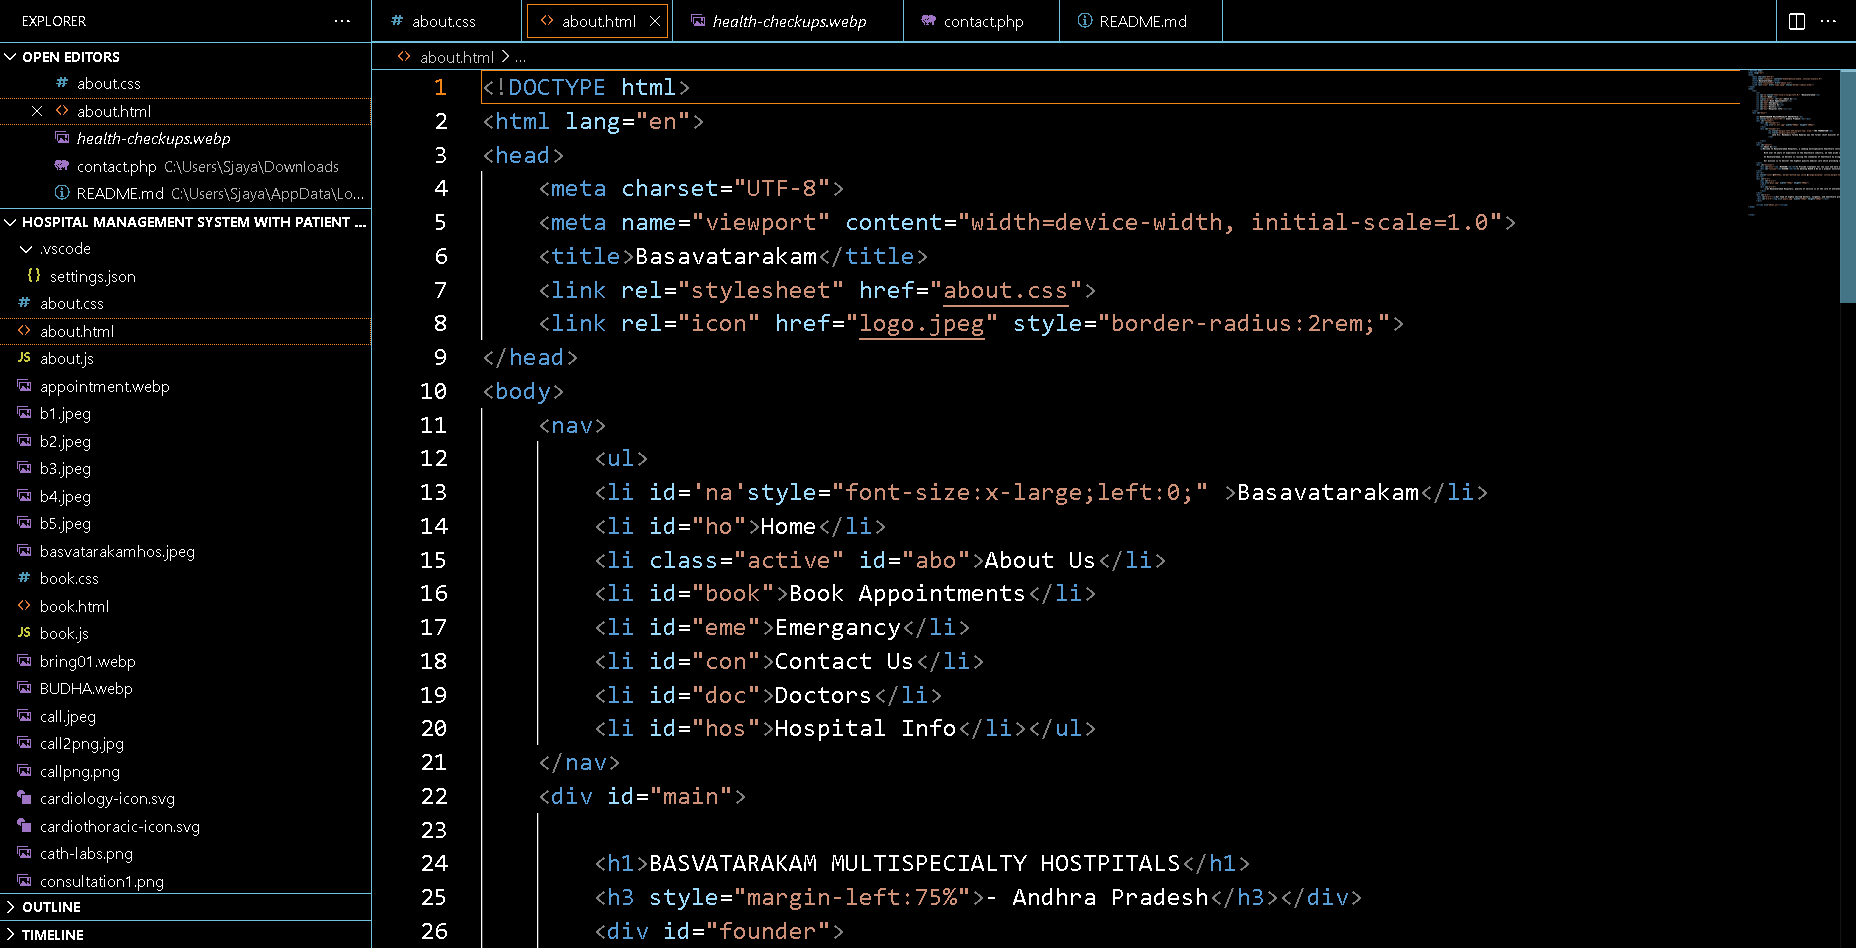 EXPLORER ...
OPEN EDITORS
# about.css
<> about.html
health-checkups.webp
contact.php C:\Users\Sjaya\Downloads
README.md C:\Users\Sjaya\AppData\Lo...
HOSPITAL MANAGEMENT SYSTEM WITH PATIENT ...
.vscode
{} settings.json
# about.css
<> about.html
JS about.js
appointment.webp
b1.jpeg
b2.jpeg
b3.jpeg
b4.jpeg
b5.jpeg
basvatarakamhos.jpeg
# book.css
<> book.html
JS book.js
bring01.webp
BUDHA.webp
call.jpeg
call2png.jpg
callpng.png
cardiology-icon.svg
cardiothoracic-icon.svg
cath-labs.png
consultation1.png
OUTLINE
TIMELINE
# about.css <> about.html health-checkups.webp contact.php README.md ...
<> about.html > ...
1 <!DOCTYPE html>
2 <html lang="en">
3 <head>
4 <meta charset="UTF-8">
5 <meta name="viewport" content="width=device-width, initial-scale=1.0">
6 <title>Basavatarakam</title>
7 <link rel="stylesheet" href="about.css">
8 <link rel="icon" href="logo.jpeg" style="border-radius:2rem;">
9 </head>
10 <body>
11 <nav>
12 <ul>
13 <li id='na'style="font-size:x-large;left:0;" >Basavatarakam</li>
14 <li id="ho">Home</li>
15 <li class="active" id="abo">About Us</li>
16 <li id="book">Book Appointments</li>
17 <li id="eme">Emergancy</li>
18 <li id="con">Contact Us</li>
19 <li id="doc">Doctors</li>
20 <li id="hos">Hospital Info</li></ul>
21 </nav>
22 <div id="main">
23
24 <h1>BASVATARAKAM MULTISPECIALTY HOSTPITALS</h1>
25 <h3 style="margin-left:75%">- Andhra Pradesh</h3></div>
26 <div id="founder">